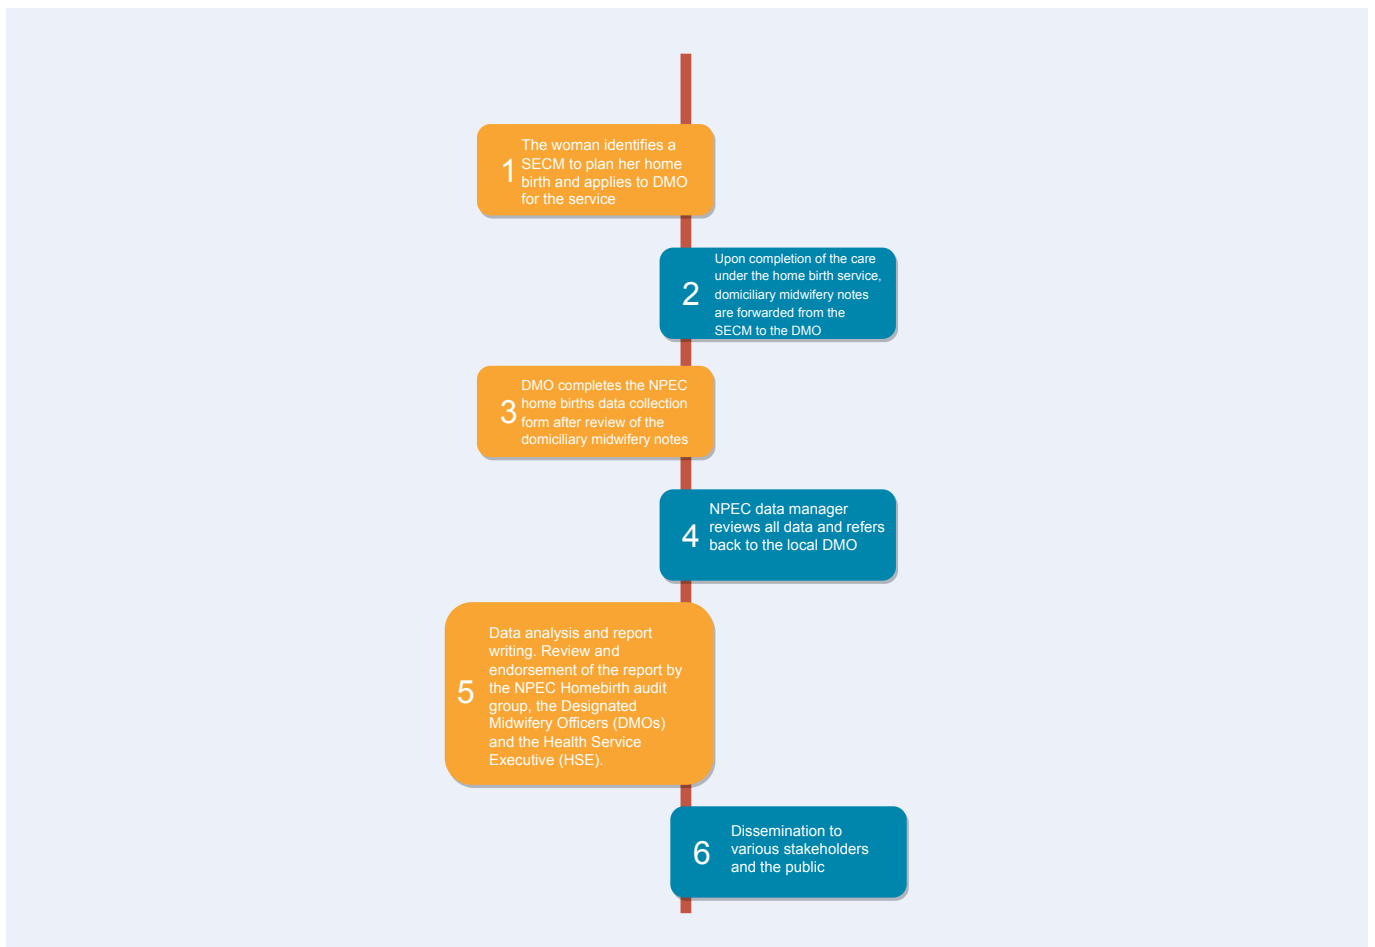 1
The woman identifies a
SECM to plan her home
birth and applies to DMO
for the service
2
Upon completion of the care
under the home birth service,
domiciliary midwifery notes
are forwarded from the
SECM to the DMO
3
DMO completes the NPEC
home births data collection
form after review of the
domiciliary midwifery notes
4
NPEC data manager
reviews all data and refers
back to the local DMO
5
Data analysis and report
writing. Review and
endorsement of the report by
the NPEC Homebirth audit
group, the Designated
Midwifery Officers (DMOs)
and the Health Service
Executive (HSE).
6
Dissemination to
various stakeholders
and the public